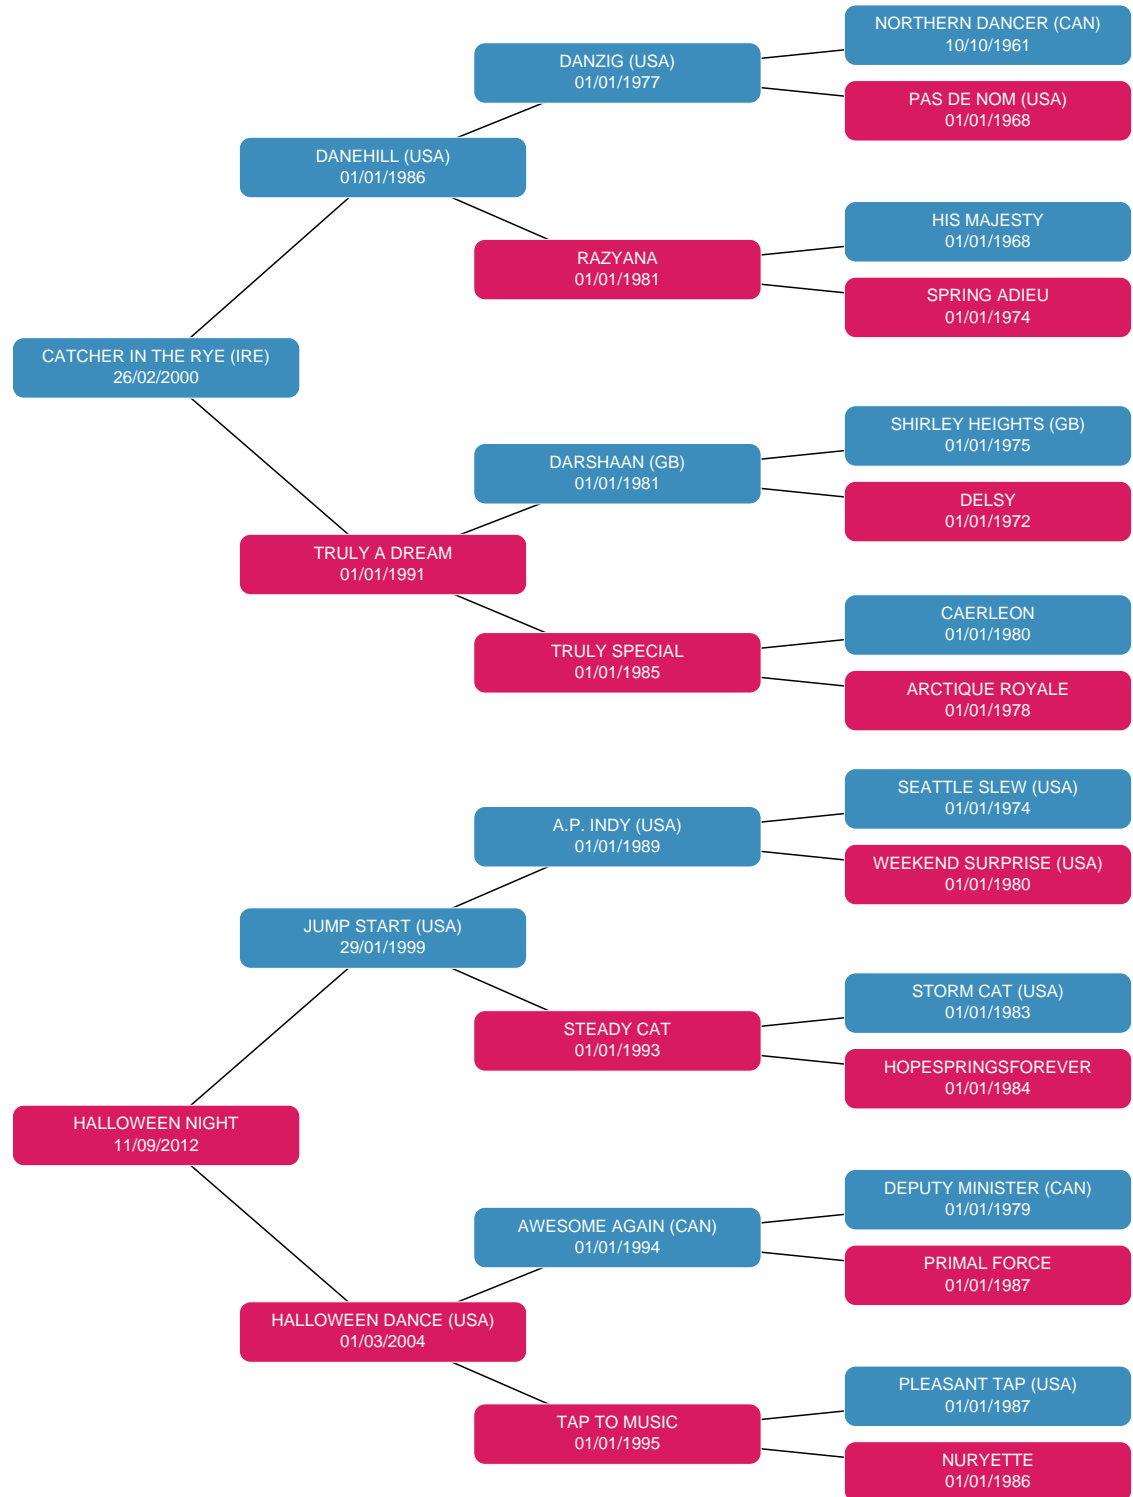 NORTHERN DANCER (CAN)
10/10/1961
DANZIG (USA)
01/01/1977
PAS DE NOM (USA)
01/01/1968
DANEHILL (USA)
01/01/1986
HIS MAJESTY
01/01/1968
RAZYANA
01/01/1981
SPRING ADIEU
01/01/1974
CATCHER IN THE RYE (IRE)
26/02/2000
SHIRLEY HEIGHTS (GB)
01/01/1975
DARSHAAN (GB)
01/01/1981
DELSY
01/01/1972
TRULY A DREAM
01/01/1991
CAERLEON
01/01/1980
TRULY SPECIAL
01/01/1985
ARCTIQUE ROYALE
01/01/1978
SEATTLE SLEW (USA)
01/01/1974
A.P. INDY (USA)
01/01/1989
WEEKEND SURPRISE (USA)
01/01/1980
JUMP START (USA)
29/01/1999
STORM CAT (USA)
01/01/1983
STEADY CAT
01/01/1993
HOPESPRINGSFOREVER
01/01/1984
HALLOWEEN NIGHT
11/09/2012
DEPUTY MINISTER (CAN)
01/01/1979
AWESOME AGAIN (CAN)
01/01/1994
PRIMAL FORCE
01/01/1987
HALLOWEEN DANCE (USA)
01/03/2004
PLEASANT TAP (USA)
01/01/1987
TAP TO MUSIC
01/01/1995
NURYETTE
01/01/1986